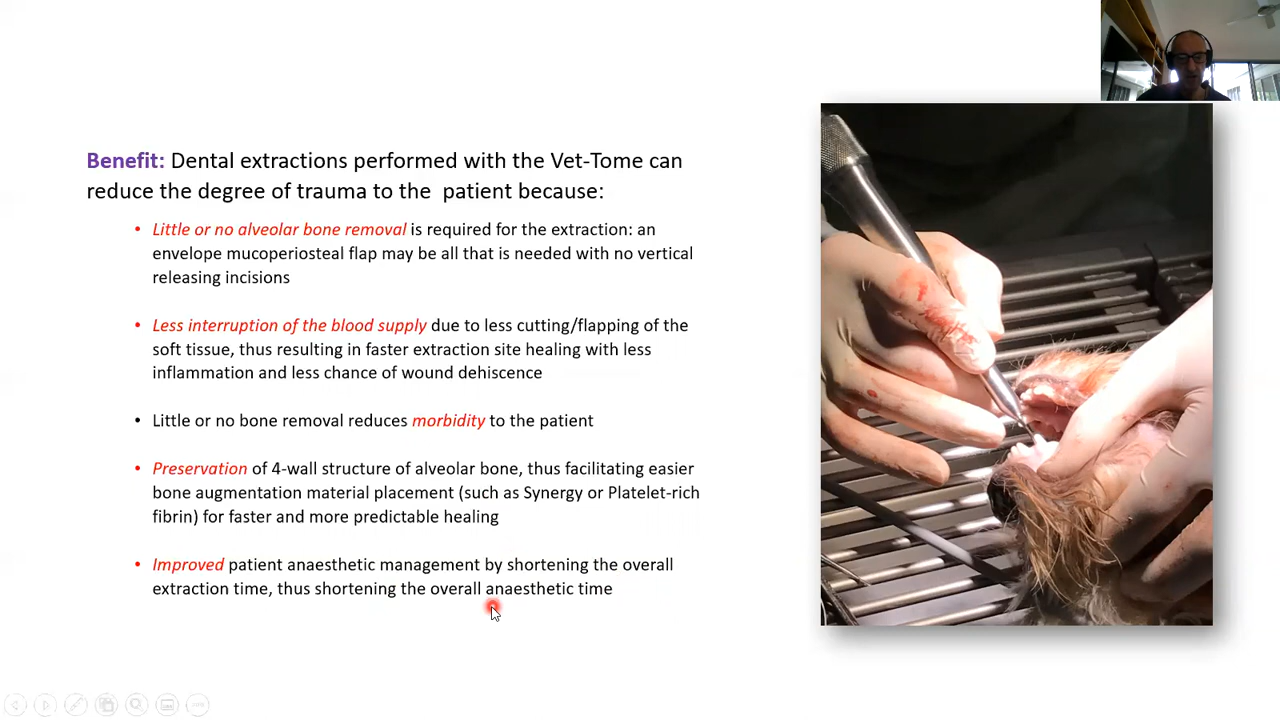 Benefit: Dental extractions performed with the Vet-Tome can
reduce the degree of trauma to the patient because:
• Little or no alveolar bone removal is required for the extraction: an
envelope mucoperiosteal flap may be all that is needed with no vertical
releasing incisions
• Less interruption of the blood supply due to less cutting/flapping of the
soft tissue, thus resulting in faster extraction site healing with less
inflammation and less chance of wound dehiscence
• Little or no bone removal reduces morbidity to the patient
• Preservation of 4-wall structure of alveolar bone, thus facilitating easier
bone augmentation material placement (such as Synergy or Platelet-rich
fibrin) for faster and more predictable healing
• Improved patient anaesthetic management by shortening the overall
extraction time, thus shortening the overall anaesthetic time